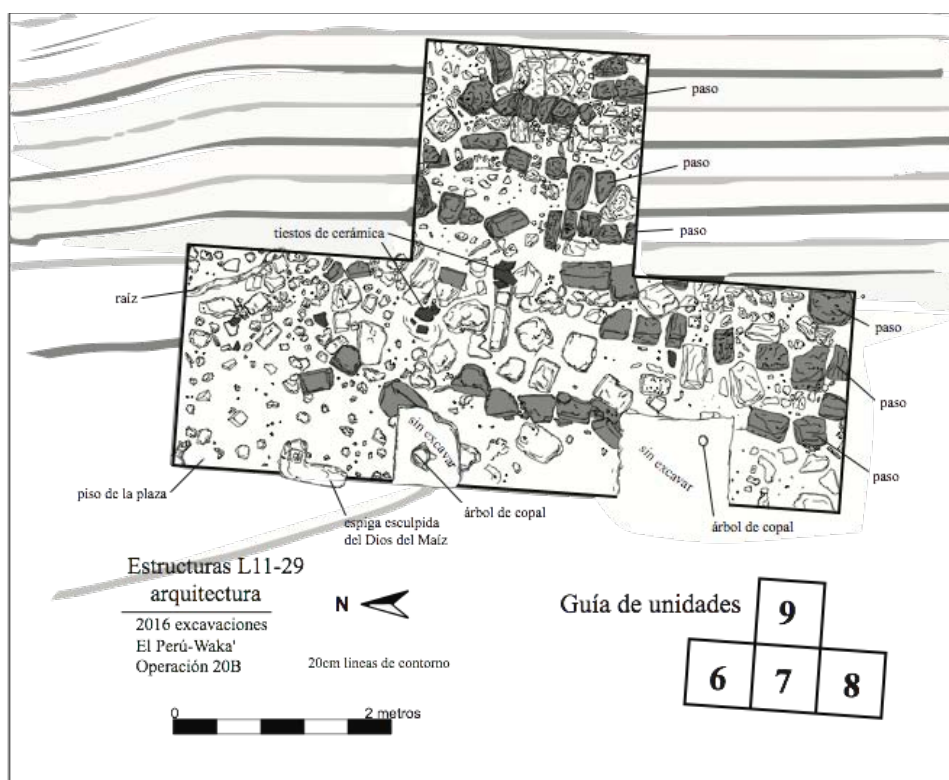 paso
paso
paso
tiestos de cerámica
raíz
paso
paso
paso
sin excavar
sin excavar
piso de la plaza
espiga esculpida
del Dios del Maíz
árbol de copal
árbol de copal
Estructuras L11-29
arquitectura
2016 excavaciones
El Perú-Waka'
Operación 20B
N
20cm lineas de contorno
0 2 metros
Guía de unidades
9
6 7 8